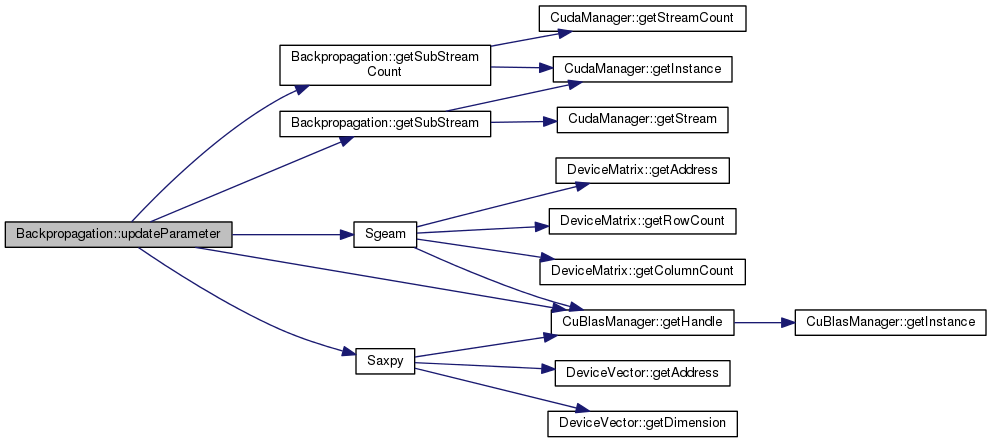 CudaManager::getStreamCount
Backpropagation::getSubStream
Count
CudaManager::getInstance
Backpropagation::getSubStream
CudaManager::getStream
DeviceMatrix::getAddress
DeviceMatrix::getRowCount
Backpropagation::updateParameter
Sgeam
DeviceMatrix::getColumnCount
CuBlasManager::getHandle
CuBlasManager::getInstance
Saxpy
DeviceVector::getAddress
DeviceVector::getDimension